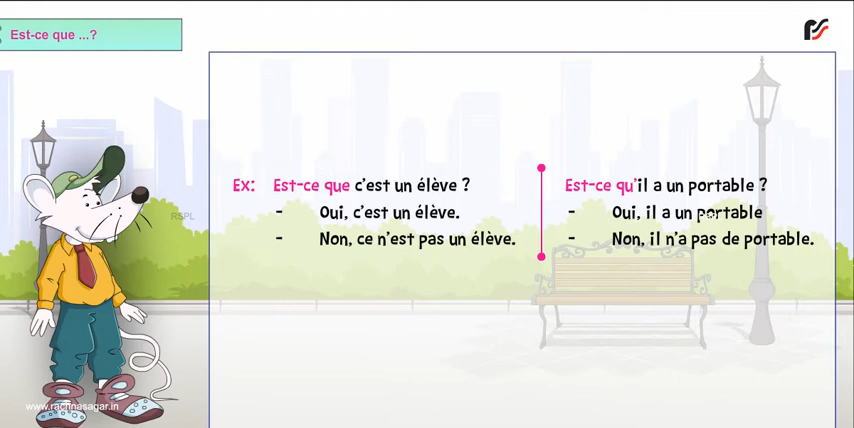 Est-ce que ...?
Ex: Est-ce que c'est un élève ?
- Oui, c'est un élève.
- Non, ce n'est pas un élève.
Est-ce qu'il a un portable ?
- Oui, il a un portable
- Non, il n'a pas de portable.
RSPL
www.rachnasagar.in